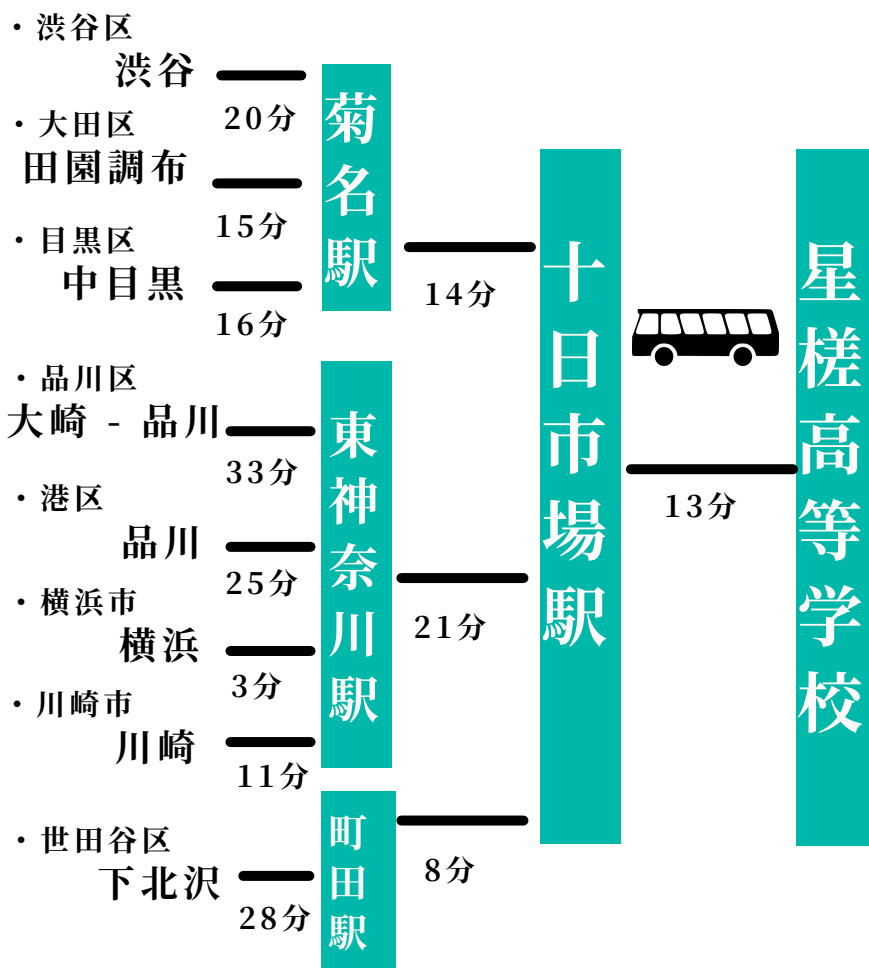 ・渋谷区
渋谷
20分
・大田区
田園調布
15分
・目黒区
中目黒
16分
菊名駅
14分
・品川区
大崎 - 品川
33分
・港区
品川
25分
・横浜市
横浜
3分
・川崎市
川崎
11分
東神奈川駅
21分
・世田谷区
下北沢
28分
町田駅
8分
十日市場駅
13分
星槎高等学校